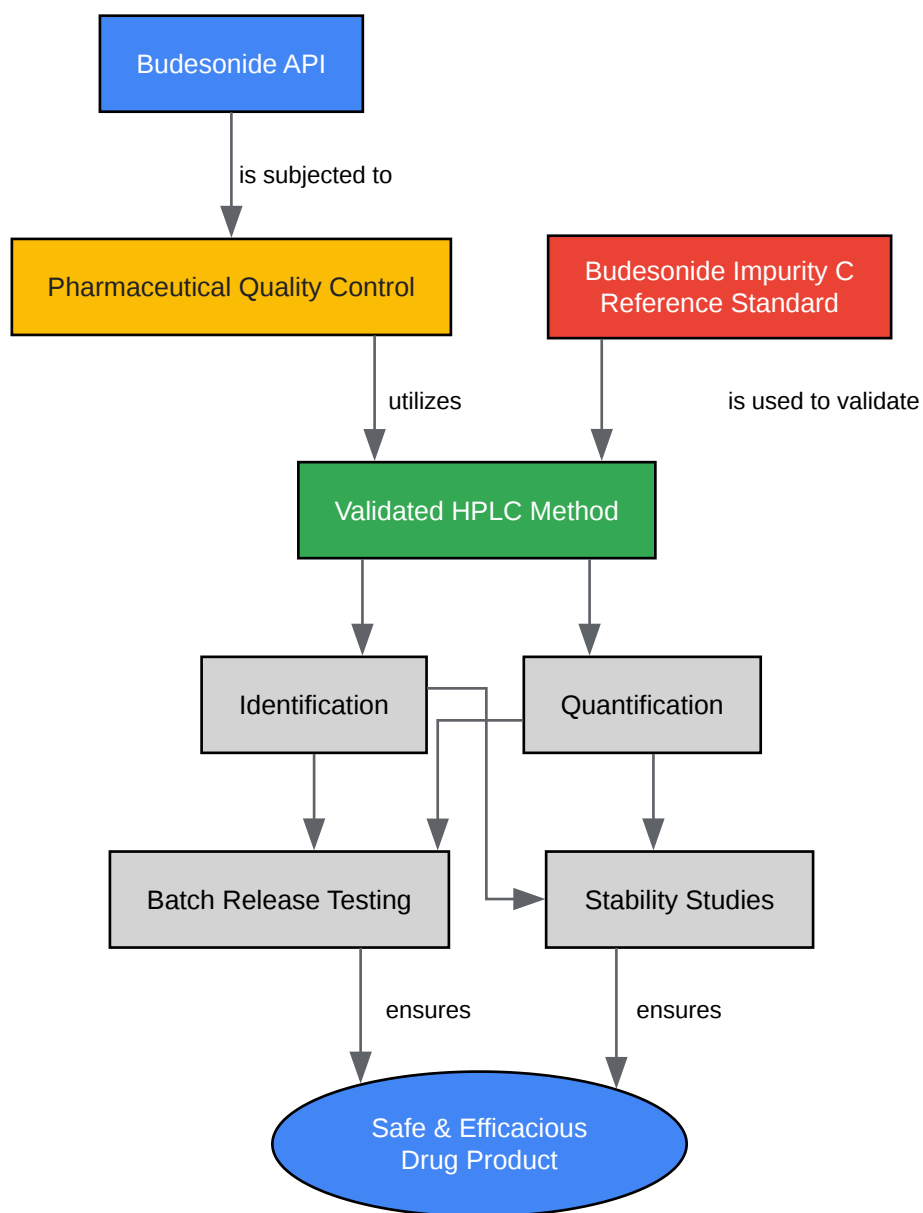 Budesonide API
is subjected to
Pharmaceutical Quality Control
Budesonide Impurity C
Reference Standard
utilizes
is used to validate
Validated HPLC Method
Identification
Quantification
Batch Release Testing
Stability Studies
ensures
ensures
Safe & Efficacious
Drug Product